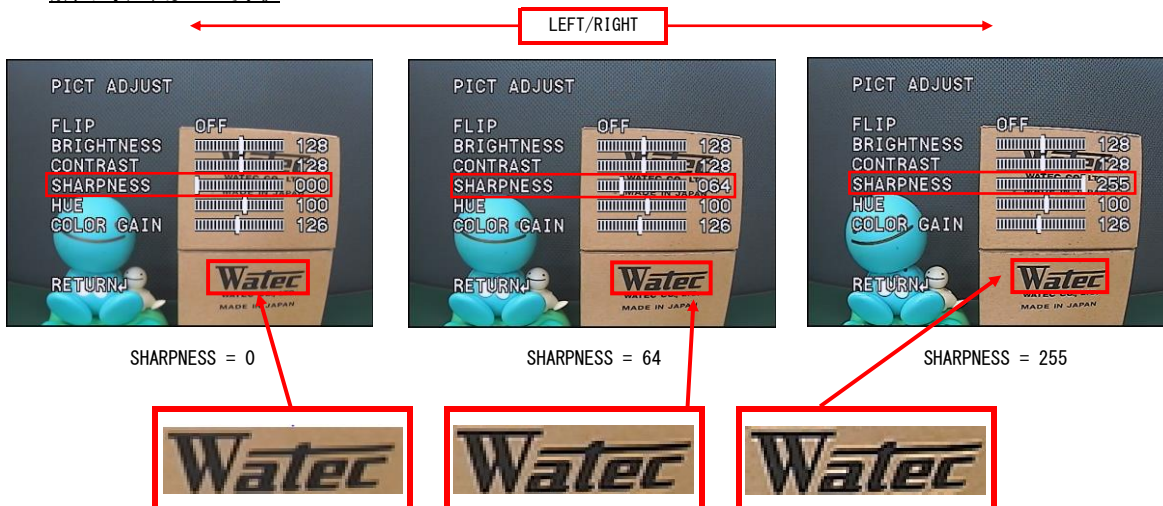 LEFT/RIGHT
PICT ADJUST
FLIP OFF
BRIGHTNESS 128
CONTRAST 128
SHARPNESS 000
HUE 100
COLOR GAIN 126
RETURN↲
Watec
MADE IN JAPAN
PICT ADJUST
FLIP OFF
BRIGHTNESS 128
CONTRAST 128
SHARPNESS 064
HUE 100
COLOR GAIN 126
RETURN↲
Watec
MADE IN JAPAN
PICT ADJUST
FLIP OFF
BRIGHTNESS 128
CONTRAST 128
SHARPNESS 255
HUE 100
COLOR GAIN 126
RETURN↲
Watec
MADE IN JAPAN
SHARPNESS = 0
SHARPNESS = 64
SHARPNESS = 255
Watec
Watec
Watec